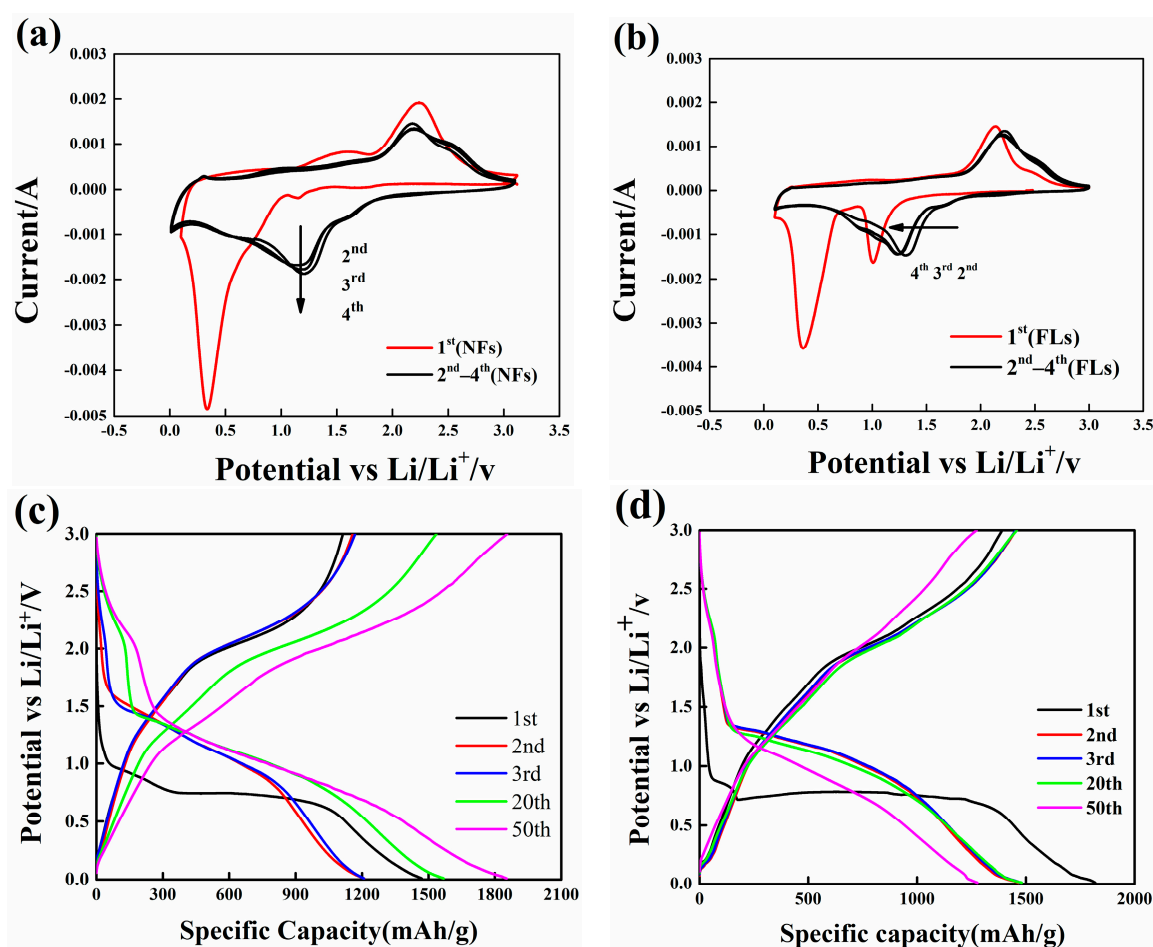 (a)
0.003
0.002
0.001
0.000
-0.001
-0.002
-0.003
-0.004
-0.005
Current/A
2nd
3rd
4th
1st(NFs)
2nd–4th(NFs)
-0.5 0.0 0.5 1.0 1.5 2.0 2.5 3.0 3.5
Potential vs Li/Li+/v
(b)
0.003
0.002
0.001
0.000
-0.001
-0.002
-0.003
-0.004
-0.005
Current/A
4th 3rd 2nd
1st(FLs)
2nd–4th(FLs)
-0.5 0.0 0.5 1.0 1.5 2.0 2.5 3.0 3.5
Potential vs Li/Li+/v
(c)
3.0
2.5
2.0
1.5
1.0
0.5
0.0
Potential vs Li/Li+/V
1st
2nd
3rd
20th
50th
0 300 600 900 1200 1500 1800 2100
Specific Capacity(mAh/g)
(d)
3.0
2.5
2.0
1.5
1.0
0.5
0.0
Potential vs Li/Li+/v
1st
2nd
3rd
20th
50th
0 500 1000 1500 2000
Specific capacity(mAh/g)